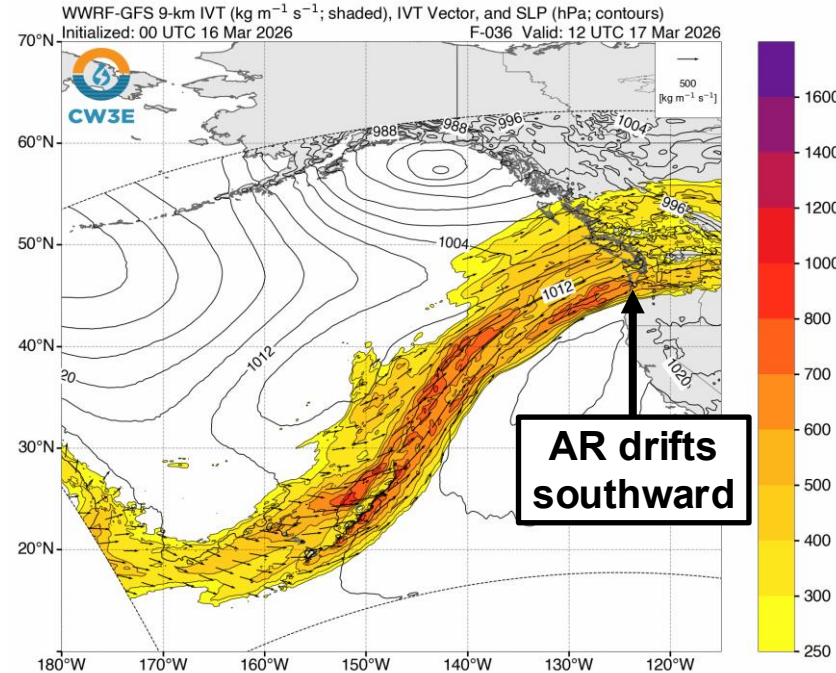 WWRF-GFS 9-km IVT (kg m⁻¹ s⁻¹; shaded), IVT Vector, and SLP (hPa; contours)
Initialized: 00 UTC 16 Mar 2026 F-036 Valid: 12 UTC 17 Mar 2026
70°N
CW3E
500
[kg m⁻¹ s⁻¹]
1600
988
988
996
1004
60°N
1400
996
1200
50°N
1004
1000
1012
800
40°N
1012
20
1020
700
AR drifts
southward
600
30°N
500
20°N
400
300
250
180°W 170°W 160°W 150°W 140°W 130°W 120°W